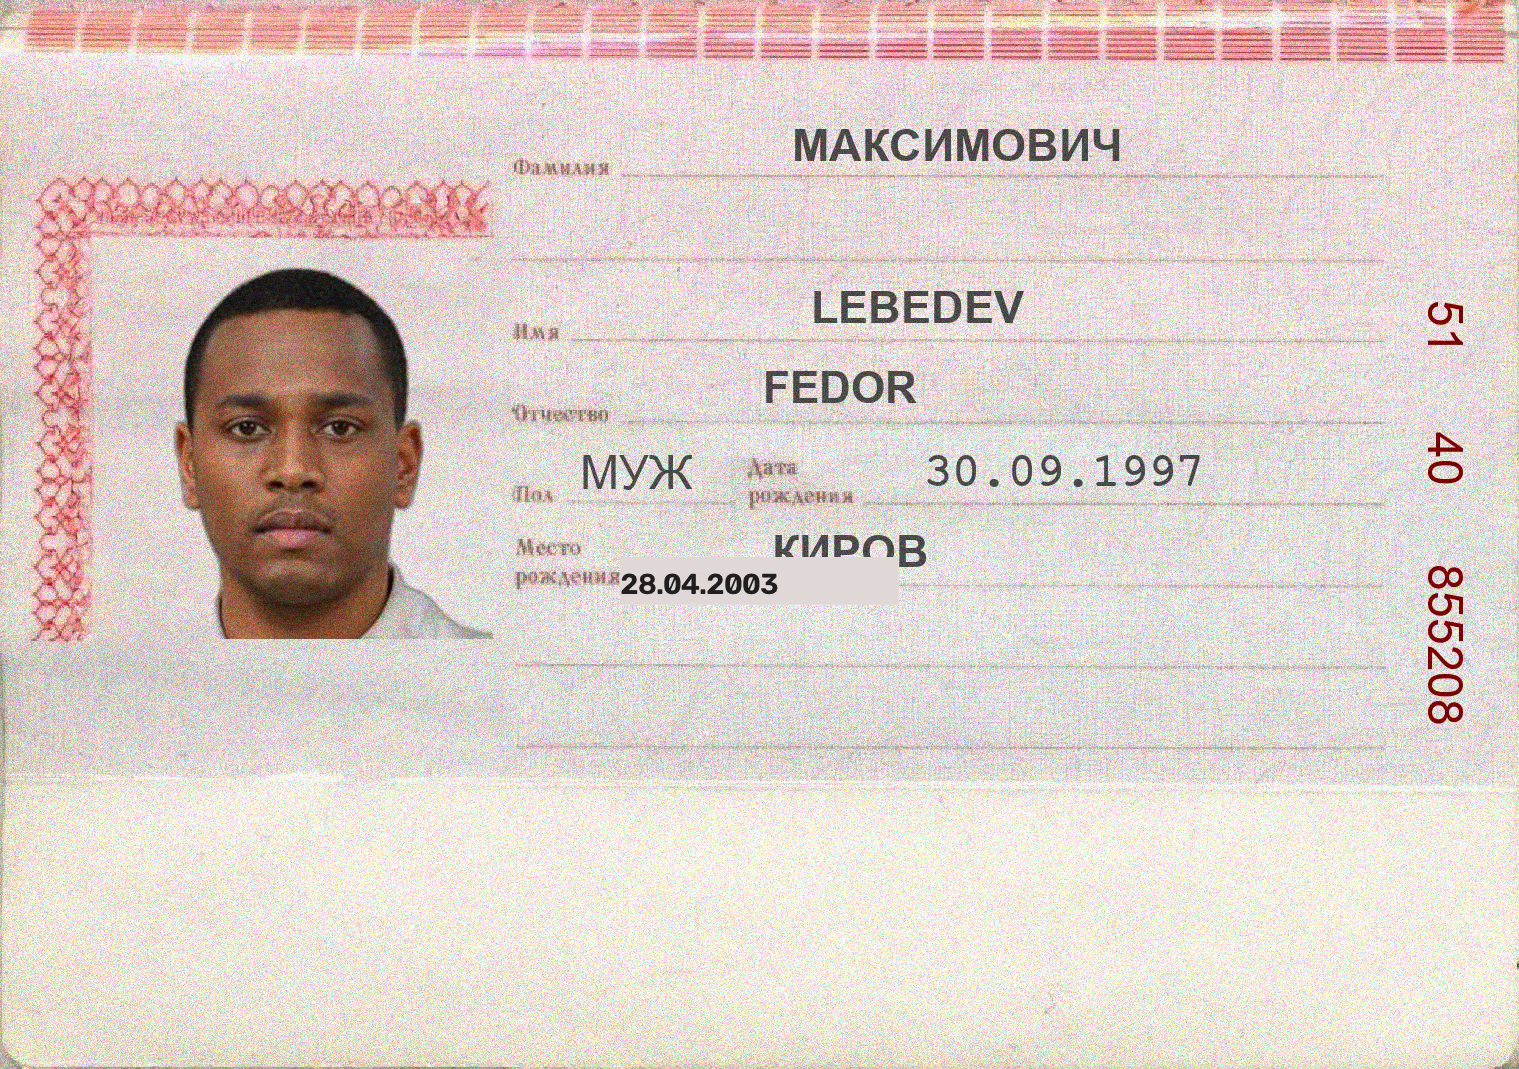 Фамилия МАКСИМОВИЧ
Имя LEBEDEV
Отчество FEDOR
Пол МУЖ Дата рождения 30.09.1997
Место рождения КИРОВ
28.04.2003
51 40 855208